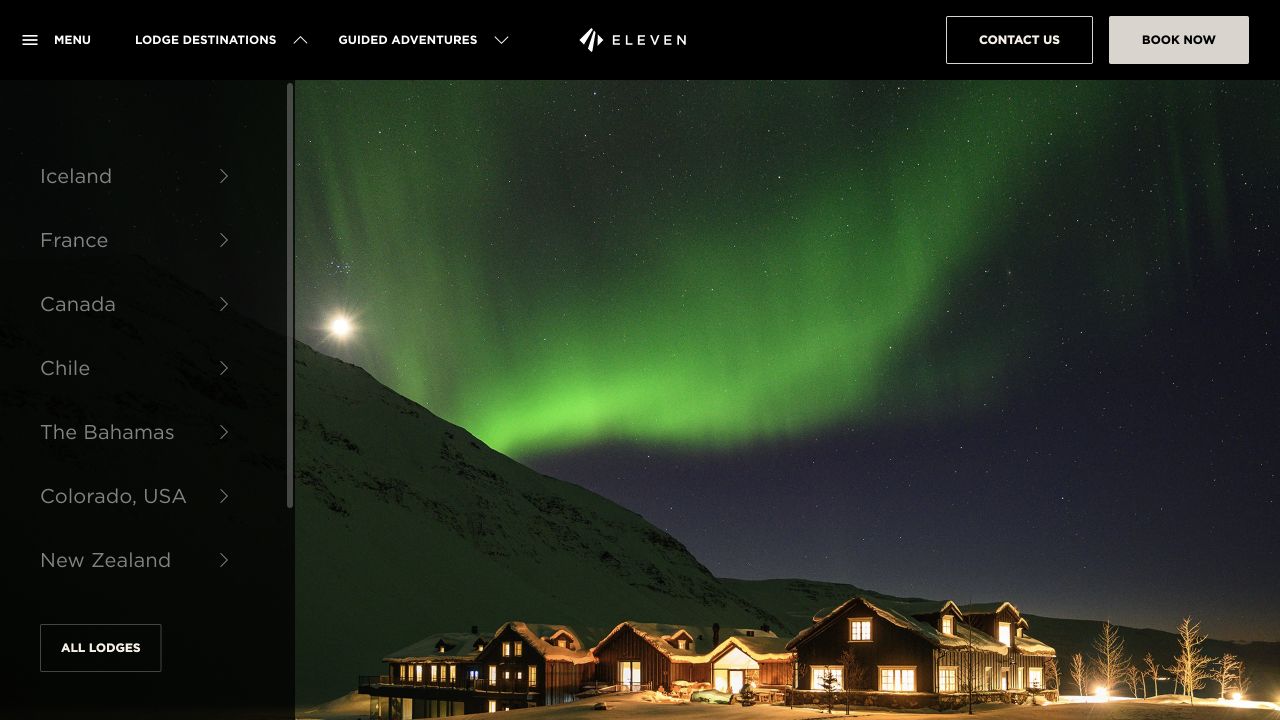 MENU
LODGE DESTINATIONS
GUIDED ADVENTURES
ELEVEN
CONTACT US
BOOK NOW
Iceland
France
Canada
Chile
The Bahamas
Colorado, USA
New Zealand
ALL LODGES